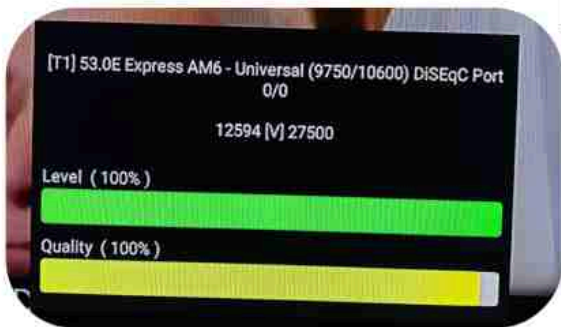 [T1] 53.0E Express AM6 - Universal (9750/10600) DiSEqC Port
0/0
12594 [V] 27500
Level ( 100% )
Quality ( 100% )